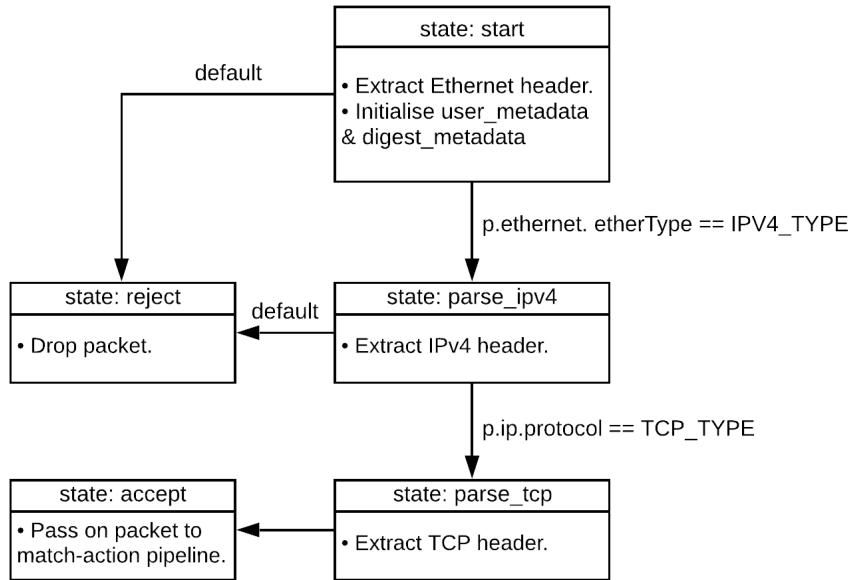 state: start
default
• Extract Ethernet header.
• Initialise user_metadata
& digest_metadata
p.ethernet. etherType == IPV4_TYPE
state: reject
default
state: parse_ipv4
• Drop packet.
• Extract IPv4 header.
p.ip.protocol == TCP_TYPE
state: accept
state: parse_tcp
• Pass on packet to
match-action pipeline.
• Extract TCP header.